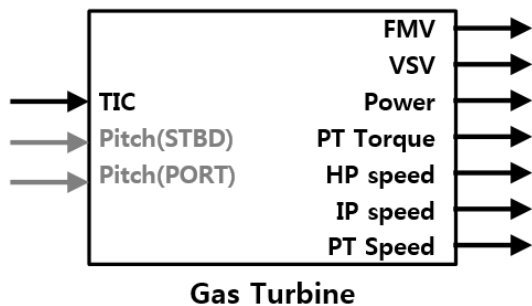 FMV
VSV
TIC Power
Pitch(STBD) PT Torque
Pitch(PORT) HP speed
IP speed
PT Speed
Gas Turbine